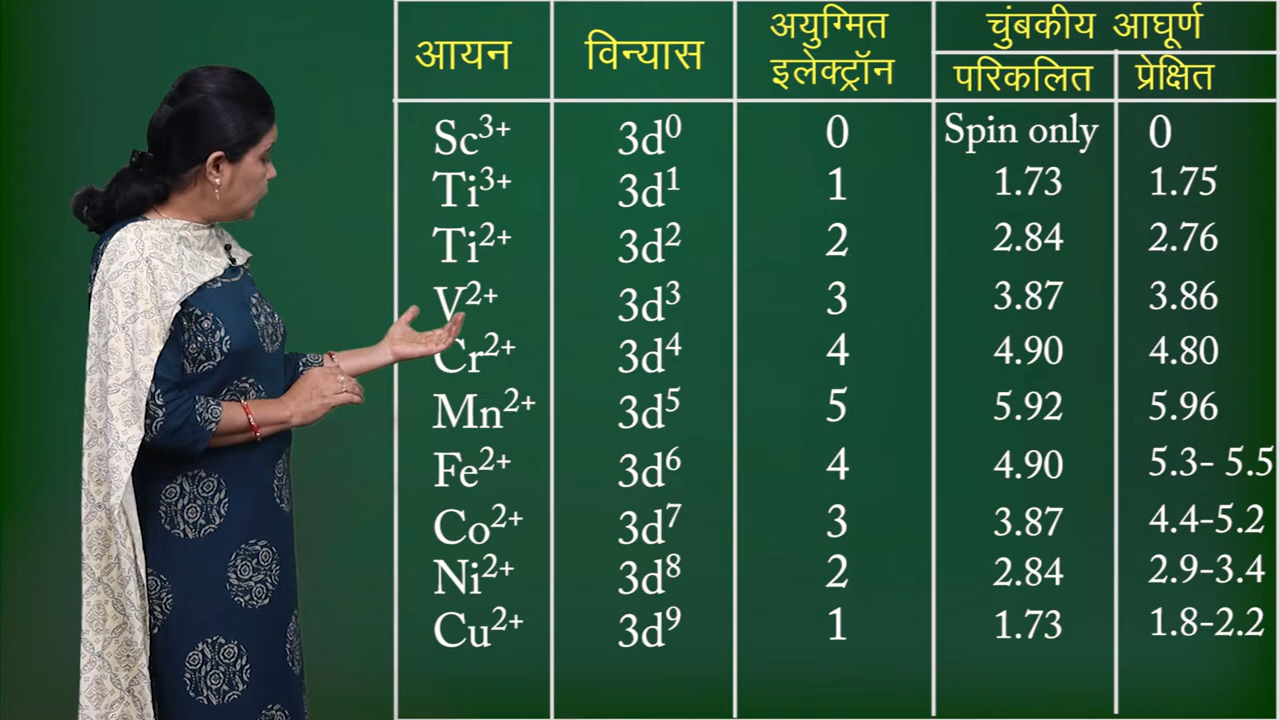 आयन विन्यास अयुग्मित इलेक्ट्रॉन चुंबकीय आघूर्ण
परिकलित प्रेक्षित
Sc³⁺ 3d⁰ 0 Spin only 0
Ti³⁺ 3d¹ 1 1.73 1.75
Ti²⁺ 3d² 2 2.84 2.76
V²⁺ 3d³ 3 3.87 3.86
Cr²⁺ 3d⁴ 4 4.90 4.80
Mn²⁺ 3d⁵ 5 5.92 5.96
Fe²⁺ 3d⁶ 4 4.90 5.3- 5.5
Co²⁺ 3d⁷ 3 3.87 4.4-5.2
Ni²⁺ 3d⁸ 2 2.84 2.9-3.4
Cu²⁺ 3d⁹ 1 1.73 1.8-2.2